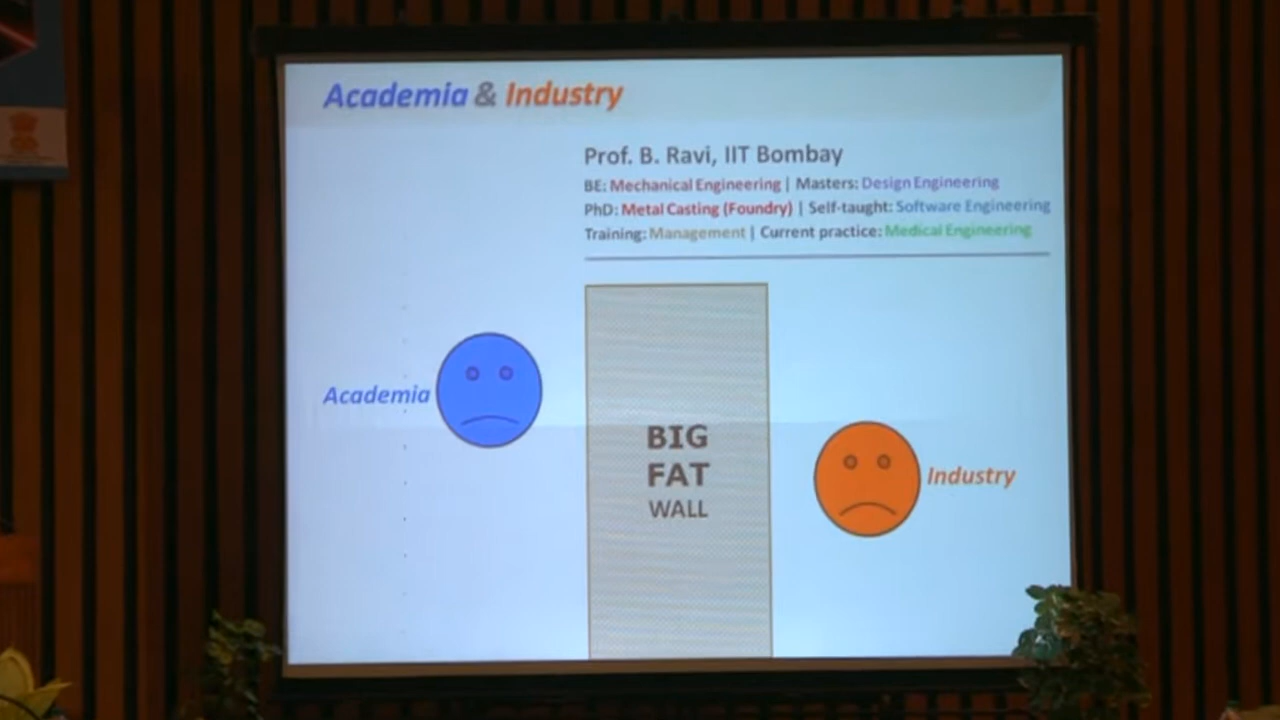 Academia & Industry
Prof. B. Ravi, IIT Bombay
BE: Mechanical Engineering | Masters: Design Engineering
PhD: Metal Casting (Foundry) | Self-taught: Software Engineering
Training: Management | Current practice: Medical Engineering
Academia
BIG
FAT
WALL
Industry